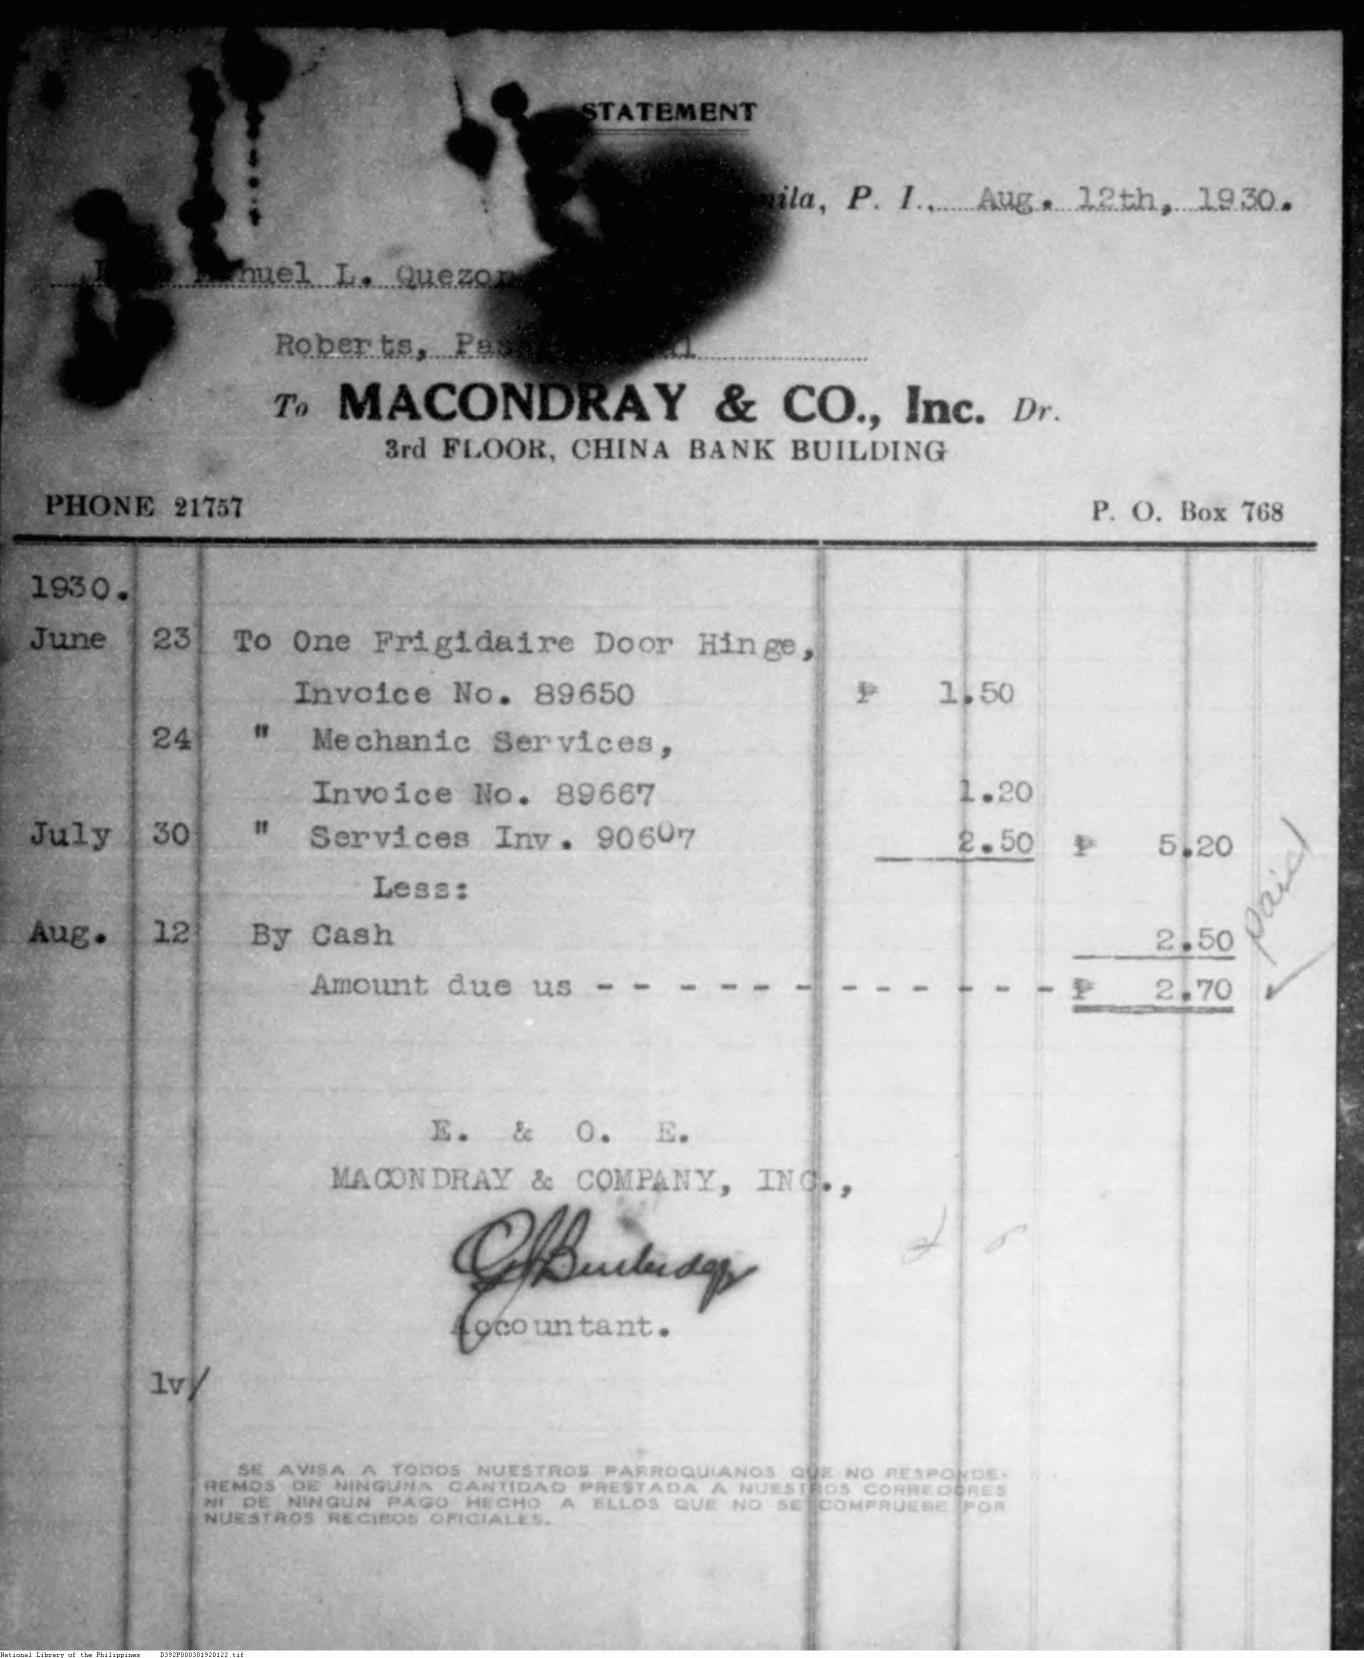 STATEMENT
ila, P. I., Aug. 12th, 1930.
nuel L. Quezon
Roberts,
To MACONDRAY & CO., Inc. Dr.
3rd FLOOR, CHINA BANK BUILDING
PHONE 21757 P. O. Box 768
1930.
June 23 To One Frigidaire Door Hinge,
Invoice No. 89650 ₱ 1.50
24 " Mechanic Services,
Invoice No. 89667 1.20
July 30 " Services Inv. 90607 2.50 ₱ 5.20
Less:
Aug. 12 By Cash 2.50
paid
Amount due us - - - - - - - - - - - - ₱ 2.70
E. & O. E.
MACONDRAY & COMPANY, INC.,
Accountant.
lv/
SE AVISA A TODOS NUESTROS PARROQUIANOS QUE NO RESPONDE-
REMOS DE NINGUNA CANTIDAD PRESTADA A NUESTROS CORREDORES
NI DE NINGUN PAGO HECHO A ELLOS QUE NO SE COMPRUEBE POR
NUESTROS RECIBOS OFICIALES.
National Library of the Philippines D392P000301920122.tif